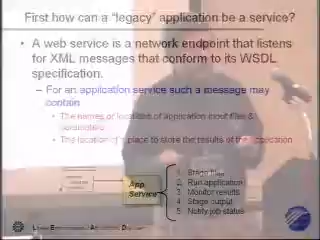 First how can a "legacy" application be a service?
• A web service is a network endpoint that listens
for XML messages that conform to its WSDL
specification.
– For an application service such a message may
contain
• The names or locations of application input files &
parameters
• The location of a place to store the results of the application
App
Service
1. Stage files
2. Run application
3. Monitor results
4. Stage output
5. Notify job status